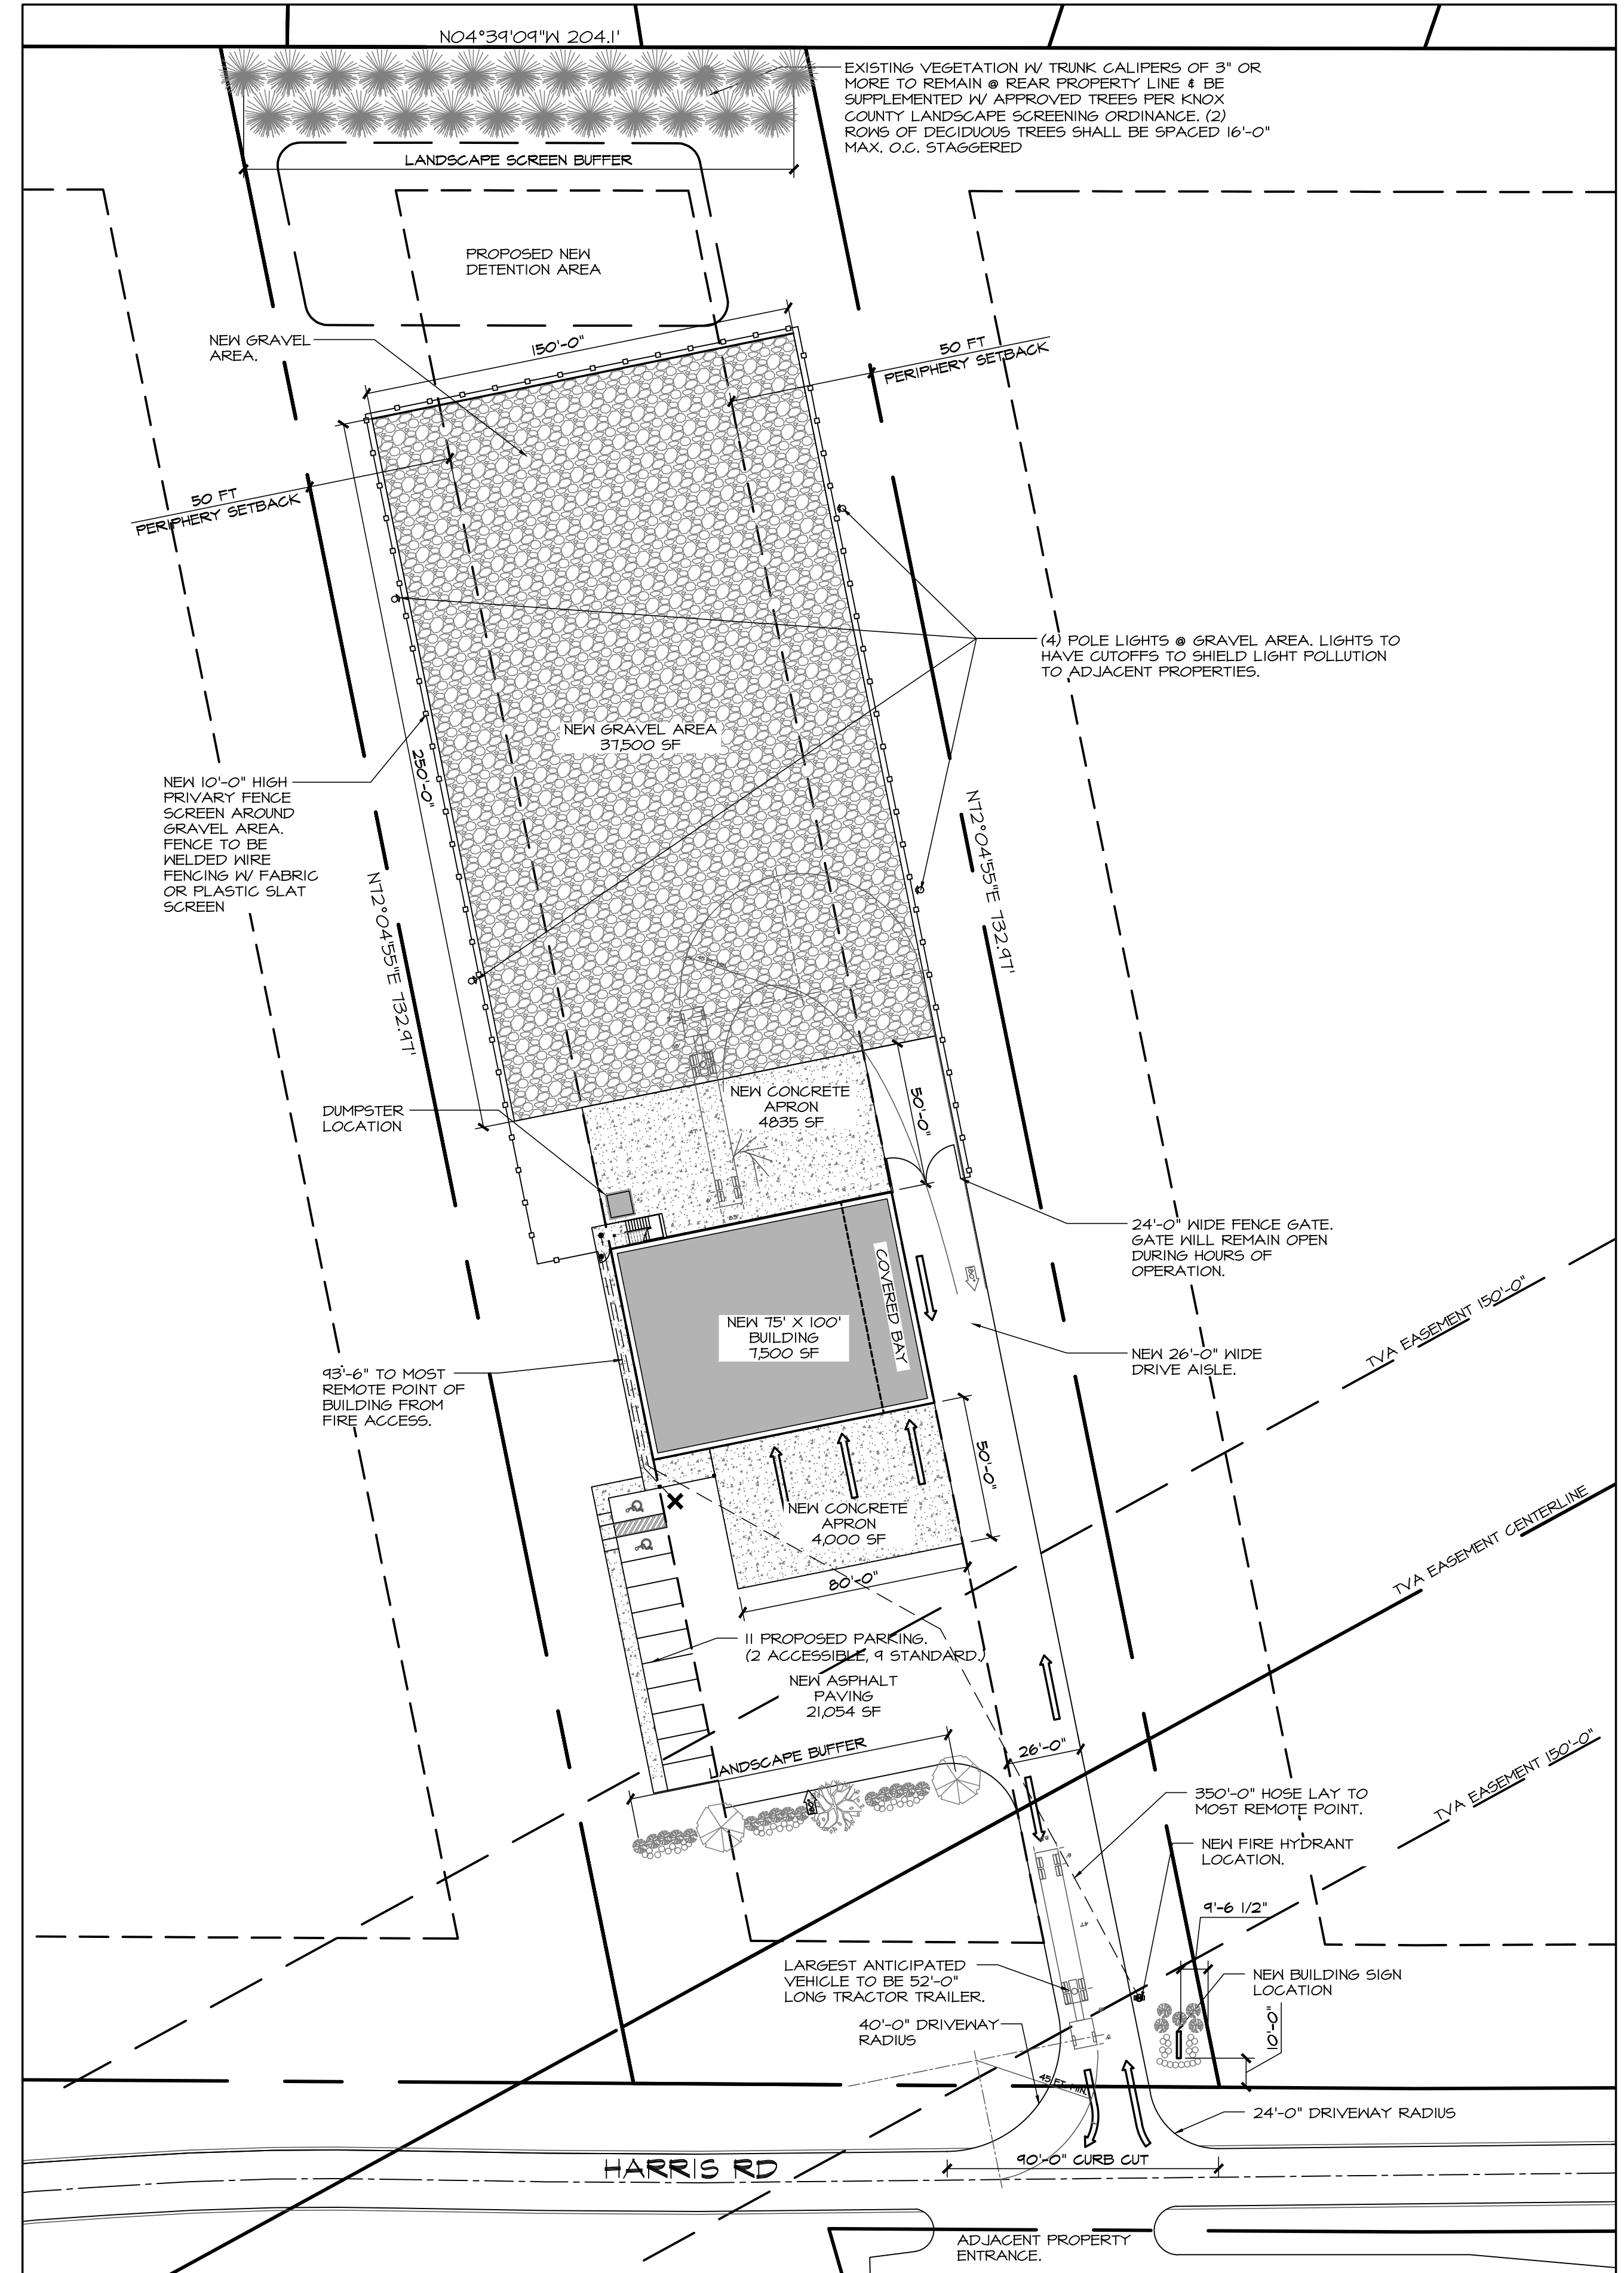 N04°39'09"W 204.1'
EXISTING VEGETATION W/ TRUNK CALIPERS OF 3" OR
MORE TO REMAIN @ REAR PROPERTY LINE & BE
SUPPLEMENTED W/ APPROVED TREES PER KNOX
COUNTY LANDSCAPE SCREENING ORDINANCE. (2)
ROWS OF DECIDUOUS TREES SHALL BE SPACED 16'-0"
MAX. O.C. STAGGERED
LANDSCAPE SCREEN BUFFER
PROPOSED NEW
DETENTION AREA
NEW GRAVEL
AREA.
150'-0"
50 FT
PERIPHERY SETBACK
50 FT
PERIPHERY SETBACK
(4) POLE LIGHTS @ GRAVEL AREA. LIGHTS TO
HAVE CUTOFFS TO SHIELD LIGHT POLLUTION
TO ADJACENT PROPERTIES.
NEW GRAVEL AREA
37,500 SF
250'-0"
NEW 10'-0" HIGH
PRIVARY FENCE
SCREEN AROUND
GRAVEL AREA.
FENCE TO BE
WELDED WIRE
FENCING W/ FABRIC
OR PLASTIC SLAT
SCREEN
N72°04'55"E 732.97'
N72°04'55"E 732.97'
NEW CONCRETE
APRON
4835 SF
50'-0"
DUMPSTER
LOCATION
24'-0" WIDE FENCE GATE.
GATE WILL REMAIN OPEN
DURING HOURS OF
OPERATION.
COVERED BAY
NEW 75' X 100'
BUILDING
7,500 SF
NEW 26'-0" WIDE
DRIVE AISLE.
TVA EASEMENT 150'-0"
93'-6" TO MOST
REMOTE POINT OF
BUILDING FROM
FIRE ACCESS.
50'-0"
NEW CONCRETE
APRON
4,000 SF
TVA EASEMENT CENTERLINE
80'-0"
11 PROPOSED PARKING.
(2 ACCESSIBLE, 9 STANDARD.)
NEW ASPHALT
PAVING
21,054 SF
LANDSCAPE BUFFER
26'-0"
TVA EASEMENT 150'-0"
350'-0" HOSE LAY TO
MOST REMOTE POINT.
NEW FIRE HYDRANT
LOCATION.
9'-6 1/2"
LARGEST ANTICIPATED
VEHICLE TO BE 52'-0"
LONG TRACTOR TRAILER.
NEW BUILDING SIGN
LOCATION
10'-0"
40'-0" DRIVEWAY
RADIUS
45 FT MIN.
24'-0" DRIVEWAY RADIUS
90'-0" CURB CUT
HARRIS RD
ADJACENT PROPERTY
ENTRANCE.